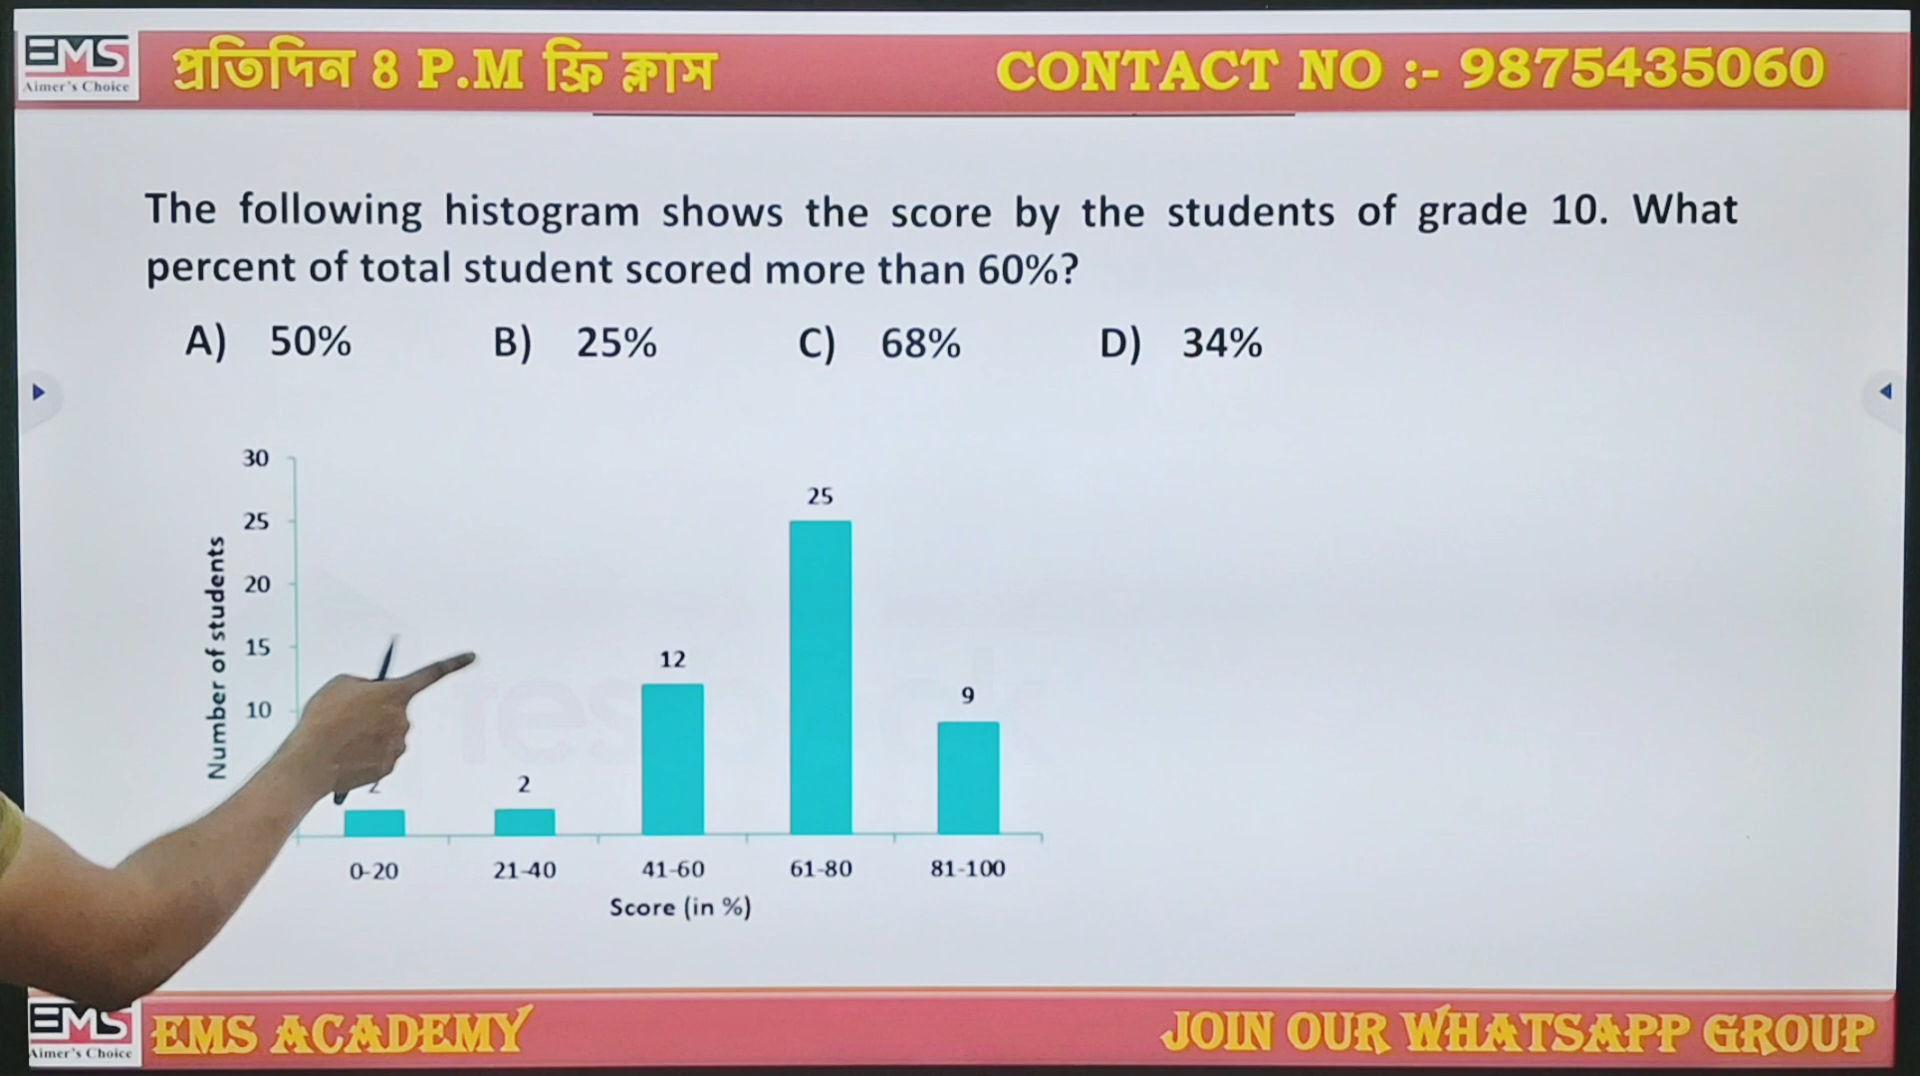 EMS
Aimer's Choice
প্রতিদিন 8 P.M ফ্রি ক্লাস
CONTACT NO :- 9875435060
The following histogram shows the score by the students of grade 10. What
percent of total student scored more than 60%?
A) 50% B) 25% C) 68% D) 34%
30
25
20
15
10
Number of students
2
2
12
25
9
0-20 21-40 41-60 61-80 81-100
Score (in %)
EMS
Aimer's Choice
EMS ACADEMY
JOIN OUR WHATSAPP GROUP